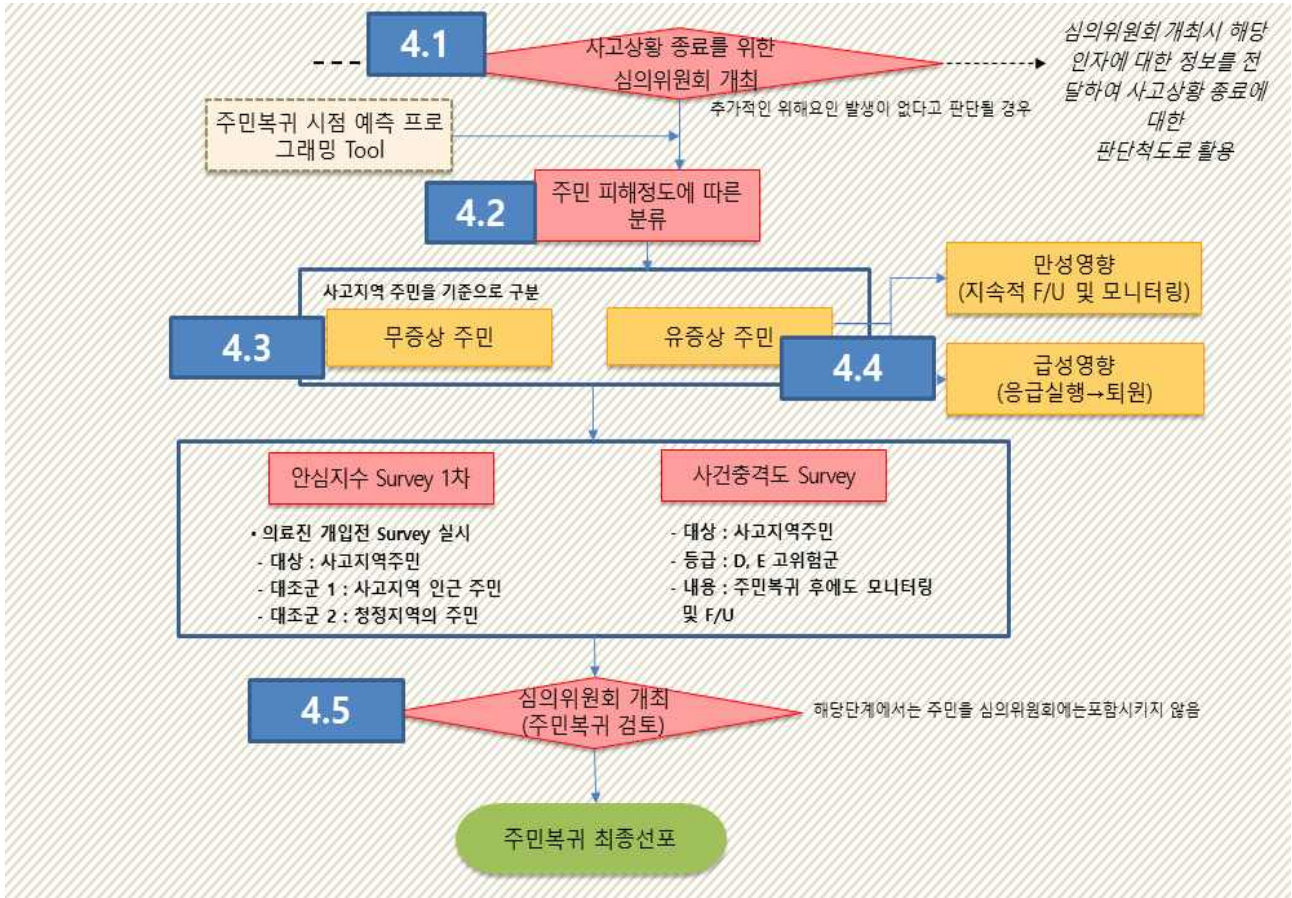 4.1
사고상황 종료를 위한
심의위원회 개최
심의위원회 개최시 해당
인자에 대한 정보를 전
달하여 사고상황 종료에
대한
판단척도로 활용
추가적인 위해요인 발생이 없다고 판단될 경우
주민복귀 시점 예측 프로
그래밍 Tool
4.2
주민 피해정도에 따른
분류
사고지역 주민을 기준으로 구분
4.3
무증상 주민
유증상 주민
4.4
만성영향
(지속적 F/U 및 모니터링)
급성영향
(응급실행→퇴원)
안심지수 Survey 1차
• 의료진 개입전 Survey 실시
- 대상 : 사고지역주민
- 대조군 1 : 사고지역 인근 주민
- 대조군 2 : 청정지역의 주민
사건충격도 Survey
- 대상 : 사고지역주민
- 등급 : D, E 고위험군
- 내용 : 주민복귀 후에도 모니터링
및 F/U
4.5
심의위원회 개최
(주민복귀 검토)
해당단계에서는 주민을 심의위원회에는포함시키지 않음
주민복귀 최종선포